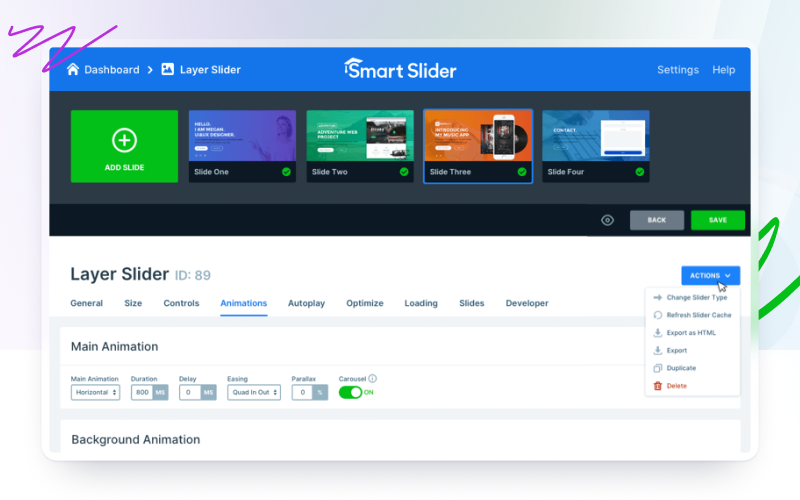 Dashboard > Layer Slider
Smart Slider
Settings Help
ADD SLIDE
HELLO.
I AM MEGAN.
UI/UX DESIGNER.
Slide One
ADVENTURE WEB
PROJECT
Slide Two
INTRODUCING
MY MUSIC APP
Slide Three
CONTACT.
Slide Four
BACK
SAVE
Layer Slider ID: 89
ACTIONS
General Size Controls Animations Autoplay Optimize Loading Slides Developer
Change Slider Type
Refresh Slider Cache
Export as HTML
Export
Duplicate
Delete
Main Animation
Main Animation Duration Delay Easing Parallax Carousel
Horizontal 800 MS 0 MS Quad In Out 0 % ON
Background Animation